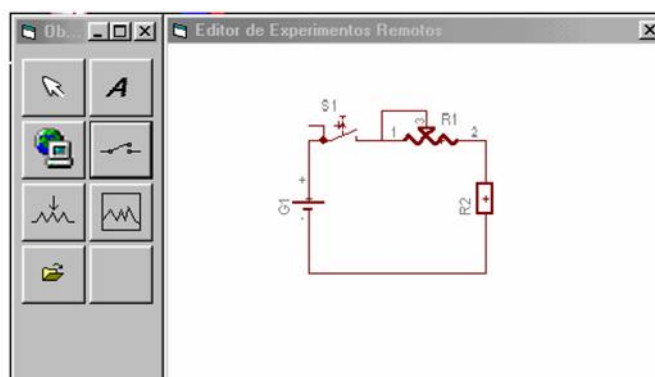 Ob...
Editor de Experimentos Remotos
A
S1
R1
1
3
2
+
G1
-
R2
+